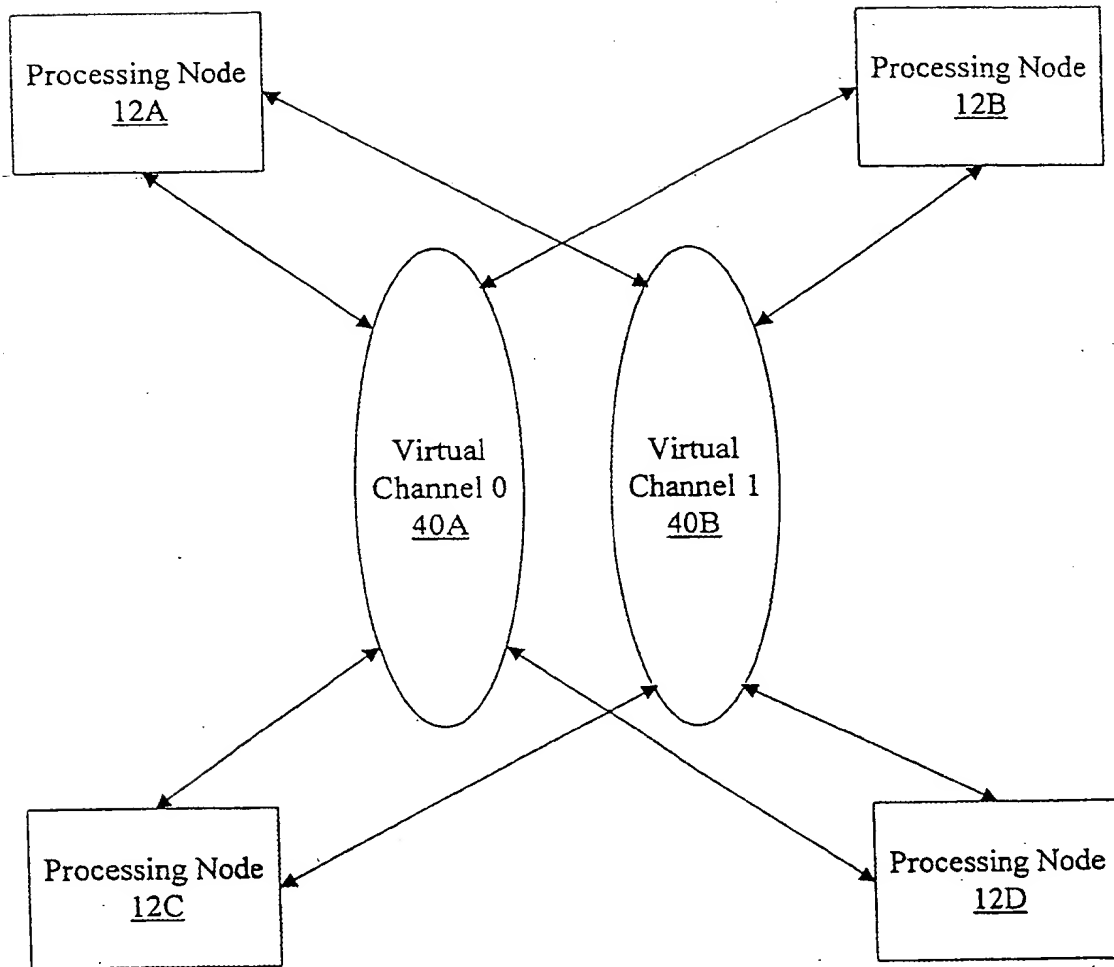 Processing Node
12A
Processing Node
12B
Virtual
Channel 0
40A
Virtual
Channel 1
40B
Processing Node
12C
Processing Node
12D